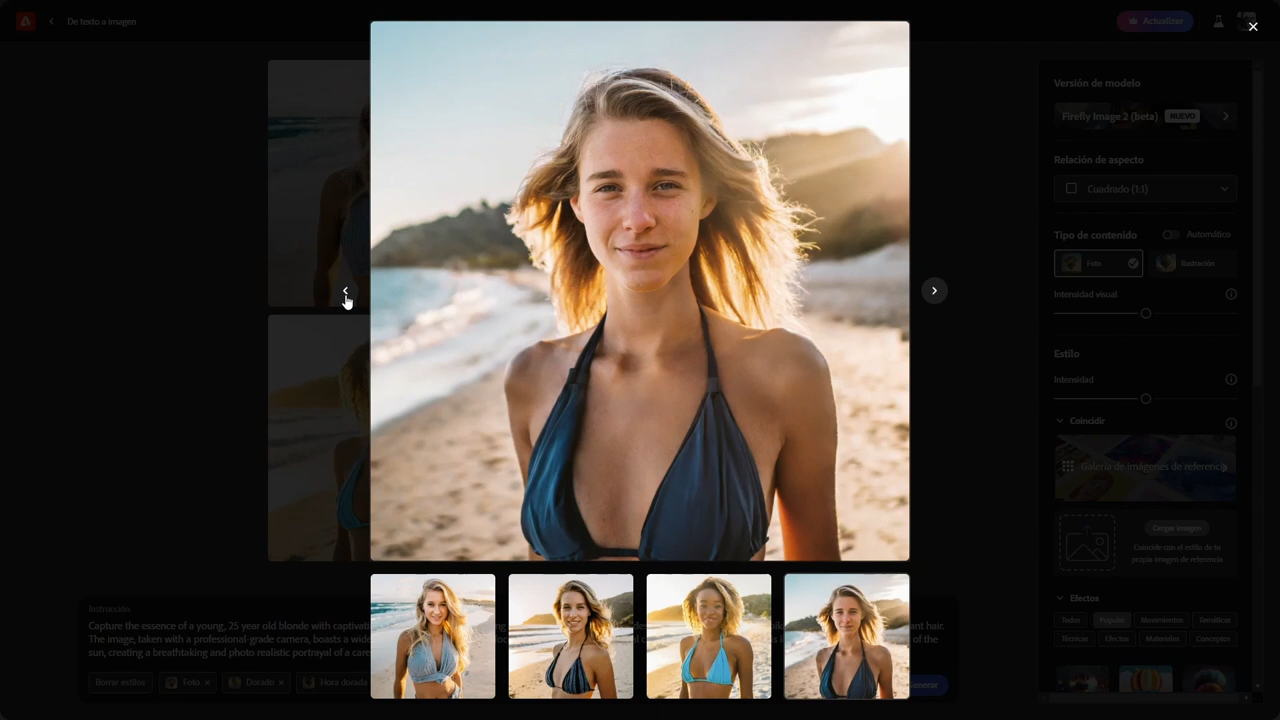 De texto a imagen
Actualizar
Versión de modelo
Firefly Image 2 (beta)
NUEVO
Relación de aspecto
Cuadrado (1:1)
Tipo de contenido
Automático
Foto
Ilustración
Intensidad visual
Estilo
Intensidad
Coincidir
Galería de imágenes de referencia
Cargar imagen
Coincidir con el estilo de tu
propia imagen de referencia
Efectos
Todos
Popular
Movimientos
Temáticas
Técnicas
Efectos
Materiales
Conceptos
Instrucción
Capture the essence of a young, 25 year old blonde with captivati
ant hair.
The image, taken with a professional-grade camera, boasts a wide
of the
sun, creating a breathtaking and photo realistic portrayal of a care
Borrar estilos
Foto ×
Dorado ×
Hora dorada
Generar